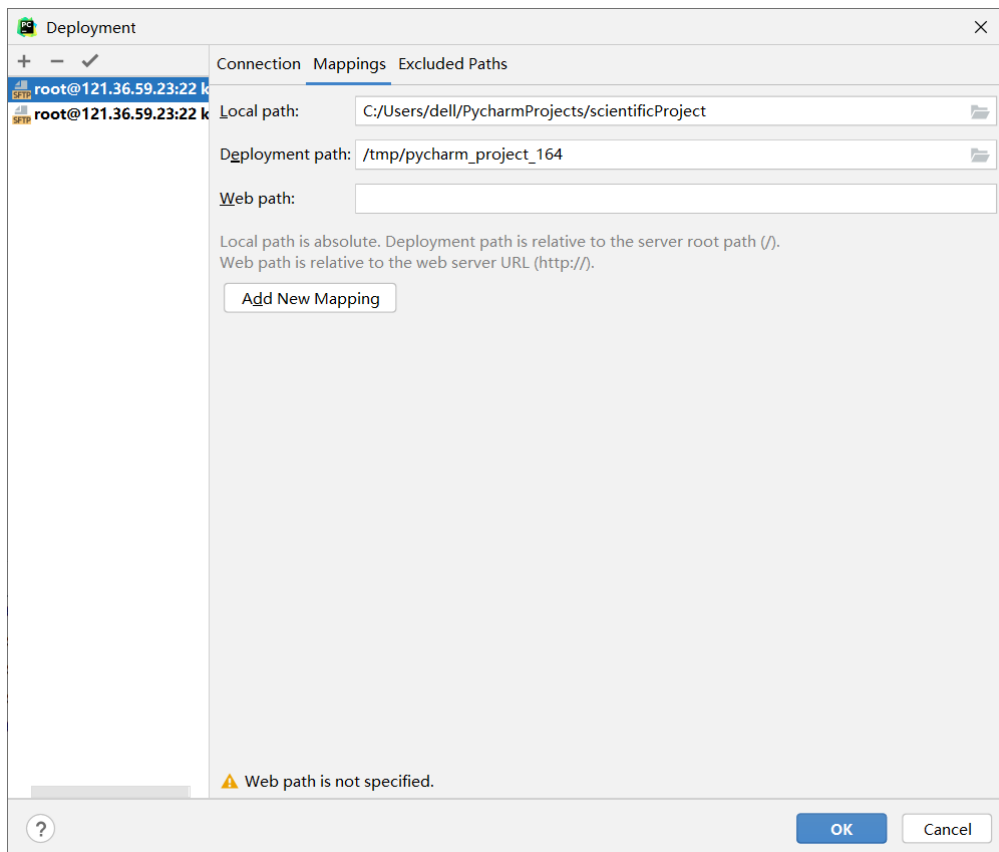 PC
Deployment
Connection Mappings Excluded Paths
SFTP root@121.36.59.23:22 k
SFTP root@121.36.59.23:22 k
Local path: C:/Users/dell/PycharmProjects/scientificProject
Deployment path: /tmp/pycharm_project_164
Web path:
Local path is absolute. Deployment path is relative to the server root path (/).
Web path is relative to the web server URL (http://).
Add New Mapping
Web path is not specified.
?
OK Cancel